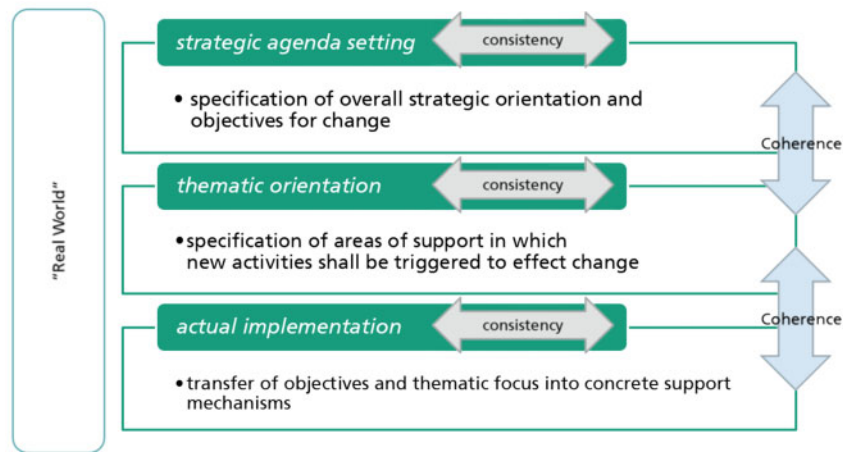 "Real World"
strategic agenda setting
consistency
• specification of overall strategic orientation and
objectives for change
Coherence
thematic orientation
consistency
•specification of areas of support in which
new activities shall be triggered to effect change
Coherence
actual implementation
consistency
•transfer of objectives and thematic focus into concrete support
mechanisms